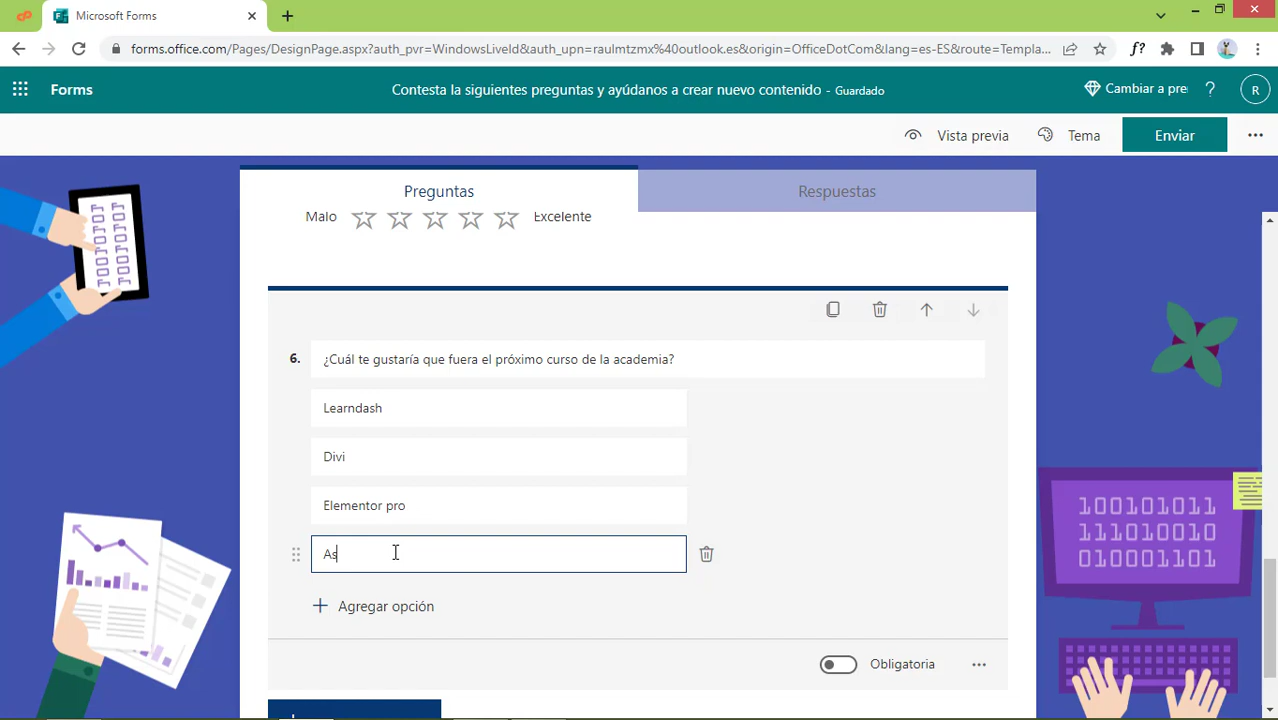 Microsoft Forms
forms.office.com/Pages/DesignPage.aspx?auth_pvr=WindowsLiveId&auth_upn=raulmtzmx%40outlook.es&origin=OfficeDotCom&lang=es-ES&route=Templa...
f?
Forms
Contesta la siguientes preguntas y ayúdanos a crear nuevo contenido - Guardado
Cambiar a pre
?
R
Vista previa
Tema
Enviar
Preguntas
Respuestas
Malo
Excelente
6.
¿Cuál te gustaría que fuera el próximo curso de la academia?
Learndash
Divi
Elementor pro
As
Agregar opción
Obligatoria
100101011
111010010
010001101